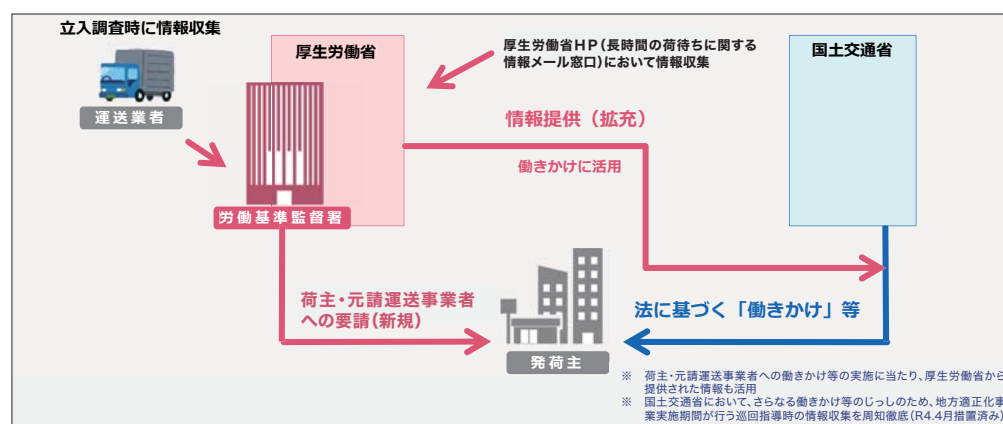 立入調査時に情報収集
運送業者
厚生労働省
労働基準監督署
厚生労働省HP(長時間の荷待ちに関する
情報メール窓口)において情報収集
情報提供(拡充)
働きかけに活用
国土交通省
荷主・元請運送事業者
への要請(新規)
発荷主
法に基づく「働きかけ」等
※ 荷主・元請運送事業者への働きかけ等の実施に当たり、厚生労働省から
提供された情報も活用
※ 国土交通省において、さらなる働きかけ等のじっしのため、地方適正化事
業実施期間が行う巡回指導時の情報収集を周知徹底(R4.4月措置済み)